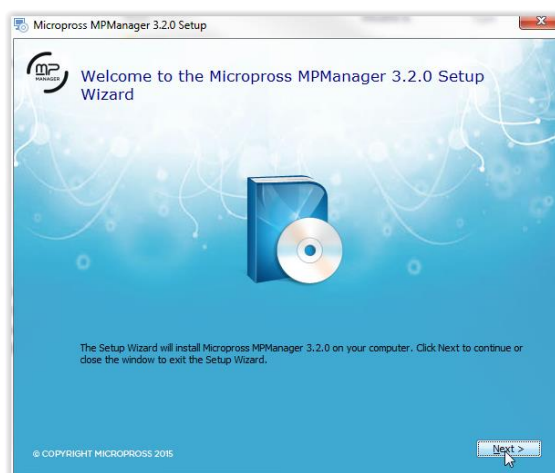 Micropross MPManager 3.2.0 Setup
MP
MANAGER
Welcome to the Micropross MPManager 3.2.0 Setup
Wizard
The Setup Wizard will install Micropross MPManager 3.2.0 on your computer. Click Next to continue or
close the window to exit the Setup Wizard.
© COPYRIGHT MICROPROSS 2015
Next >